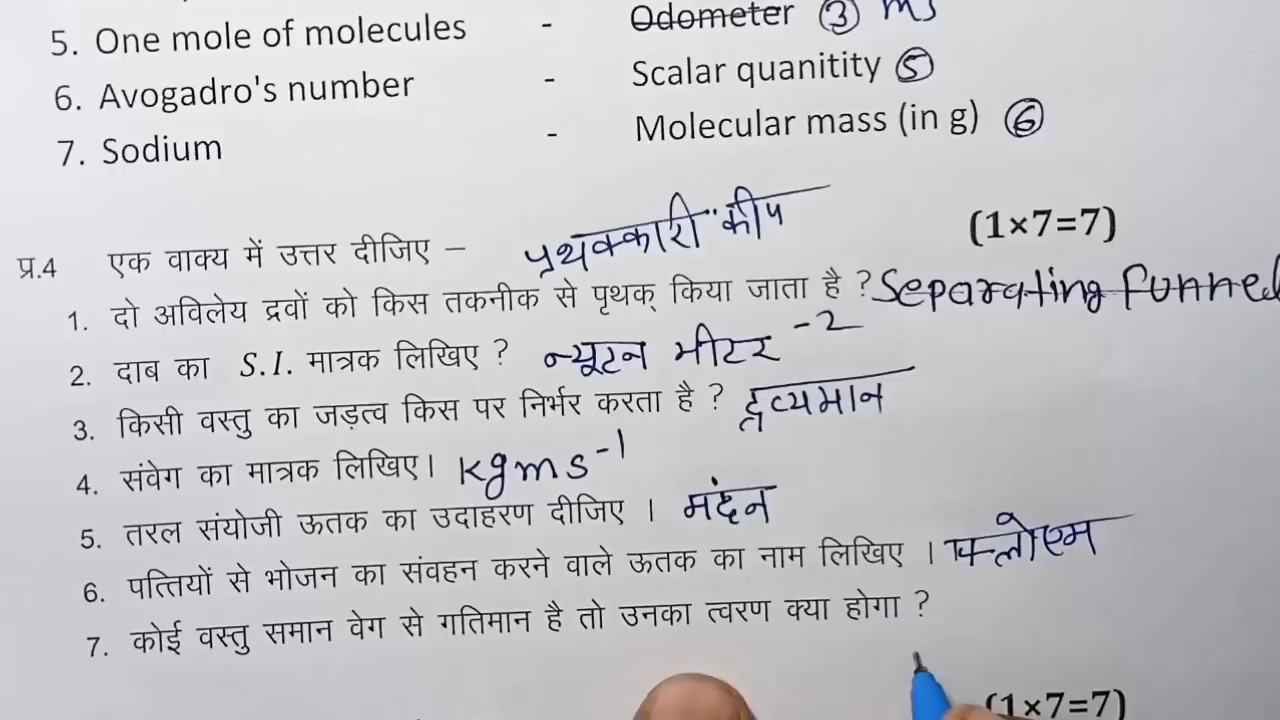 5. One mole of molecules - Odometer ③ ms
6. Avogadro's number - Scalar quanitity ⑤
7. Sodium - Molecular mass (in g) ⑥
पृथक्कारी कीप
(1×7=7)
प्र.4 एक वाक्य में उत्तर दीजिए –
1. दो अविलेय द्रवों को किस तकनीक से पृथक् किया जाता है ? Separating funnel
2. दाब का S.I. मात्रक लिखिए ? न्यूटन मीटर -2
3. किसी वस्तु का जड़त्व किस पर निर्भर करता है ? द्रव्यमान
4. संवेग का मात्रक लिखिए। kgms-1
5. तरल संयोजी ऊतक का उदाहरण दीजिए । मंदन
6. पत्तियों से भोजन का संवहन करने वाले ऊतक का नाम लिखिए । फ्लोएम
7. कोई वस्तु समान वेग से गतिमान है तो उनका त्वरण क्या होगा ?
(1×7=7)